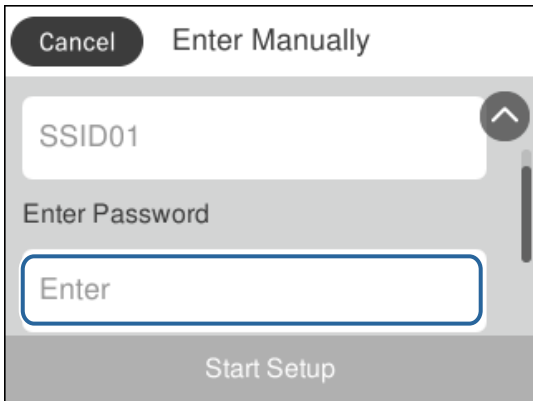 Cancel Enter Manually
SSID01
Enter Password
Enter
Start Setup